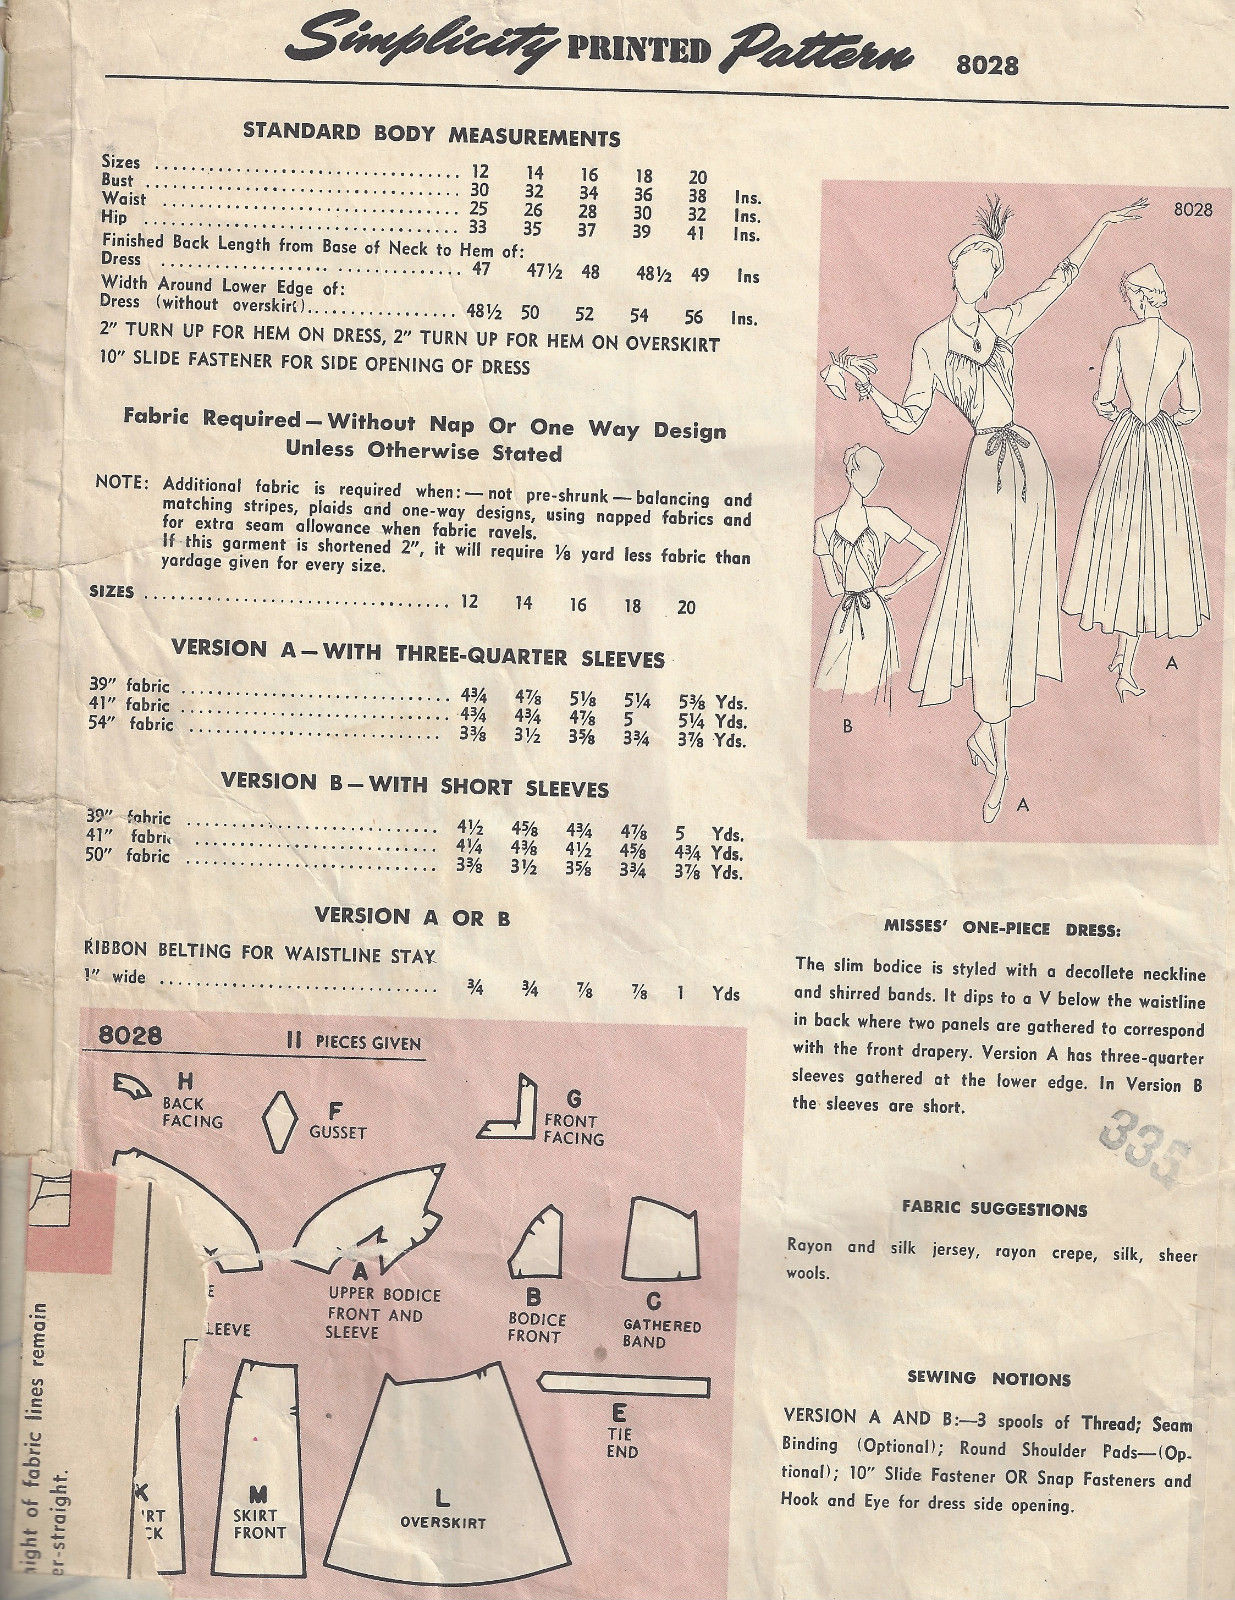 Simplicity PRINTED Pattern 8028
STANDARD BODY MEASUREMENTS
Sizes 12 14 16 18 20
Bust 30 32 34 36 38 Ins.
Waist 25 26 28 30 32 Ins.
Hip 33 35 37 39 41 Ins.
Finished Back Length from Base of Neck to Hem of:
Dress 47 47½ 48 48½ 49 Ins
Width Around Lower Edge of:
Dress (without overskirt) 48½ 50 52 54 56 Ins.
2" TURN UP FOR HEM ON DRESS, 2" TURN UP FOR HEM ON OVERSKIRT
10" SLIDE FASTENER FOR SIDE OPENING OF DRESS
Fabric Required—Without Nap Or One Way Design
Unless Otherwise Stated
NOTE: Additional fabric is required when:—not pre-shrunk—balancing and
matching stripes, plaids and one-way designs, using napped fabrics and
for extra seam allowance when fabric ravels.
If this garment is shortened 2", it will require ⅛ yard less fabric than
yardage given for every size.
SIZES 12 14 16 18 20
VERSION A—WITH THREE-QUARTER SLEEVES
39" fabric 4¾ 4⅞ 5⅛ 5¼ 5⅜ Yds.
41" fabric 4¾ 4¾ 4⅞ 5 5¼ Yds.
54" fabric 3⅜ 3½ 3⅝ 3¾ 3⅞ Yds.
VERSION B—WITH SHORT SLEEVES
39" fabric 4½ 4⅝ 4¾ 4⅞ 5 Yds.
41" fabric 4¼ 4⅜ 4½ 4⅝ 4¾ Yds.
50" fabric 3⅜ 3½ 3⅝ 3¾ 3⅞ Yds.
VERSION A OR B
RIBBON BELTING FOR WAISTLINE STAY
1" wide ¾ ¾ ⅞ ⅞ 1 Yds
8028
A
B
A
MISSES' ONE-PIECE DRESS:
The slim bodice is styled with a decollete neckline
and shirred bands. It dips to a V below the waistline
in back where two panels are gathered to correspond
with the front drapery. Version A has three-quarter
sleeves gathered at the lower edge. In Version B
the sleeves are short.
335
FABRIC SUGGESTIONS
Rayon and silk jersey, rayon crepe, silk, sheer
wools.
SEWING NOTIONS
VERSION A AND B:—3 spools of Thread; Seam
Binding (Optional); Round Shoulder Pads—(Op-
tional); 10" Slide Fastener OR Snap Fasteners and
Hook and Eye for dress side opening.
8028 11 PIECES GIVEN
H
BACK
FACING
F
GUSSET
G
FRONT
FACING
A
UPPER BODICE
FRONT AND
SLEEVE
E
LEEVE
B
BODICE
FRONT
C
GATHERED
BAND
E
TIE
END
K
RT
CK
M
SKIRT
FRONT
L
OVERSKIRT
ight of fabric lines remain
er-straight.